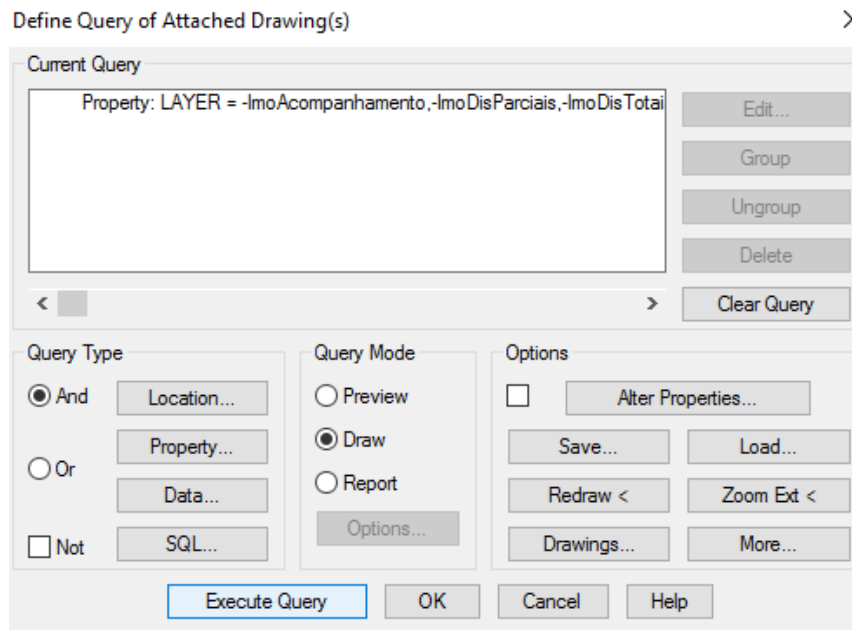 Define Query of Attached Drawing(s)
Current Query
Property: LAYER = -ImoAcompanhamento,-ImoDisParciais,-ImoDisTotai
Edit...
Group
Ungroup
Delete
Clear Query
Query Type
And
Location...
Property...
Or
Data...
Not
SQL...
Query Mode
Preview
Draw
Report
Options...
Options
Alter Properties...
Save...
Load...
Redraw <
Zoom Ext <
Drawings...
More...
Execute Query
OK
Cancel
Help